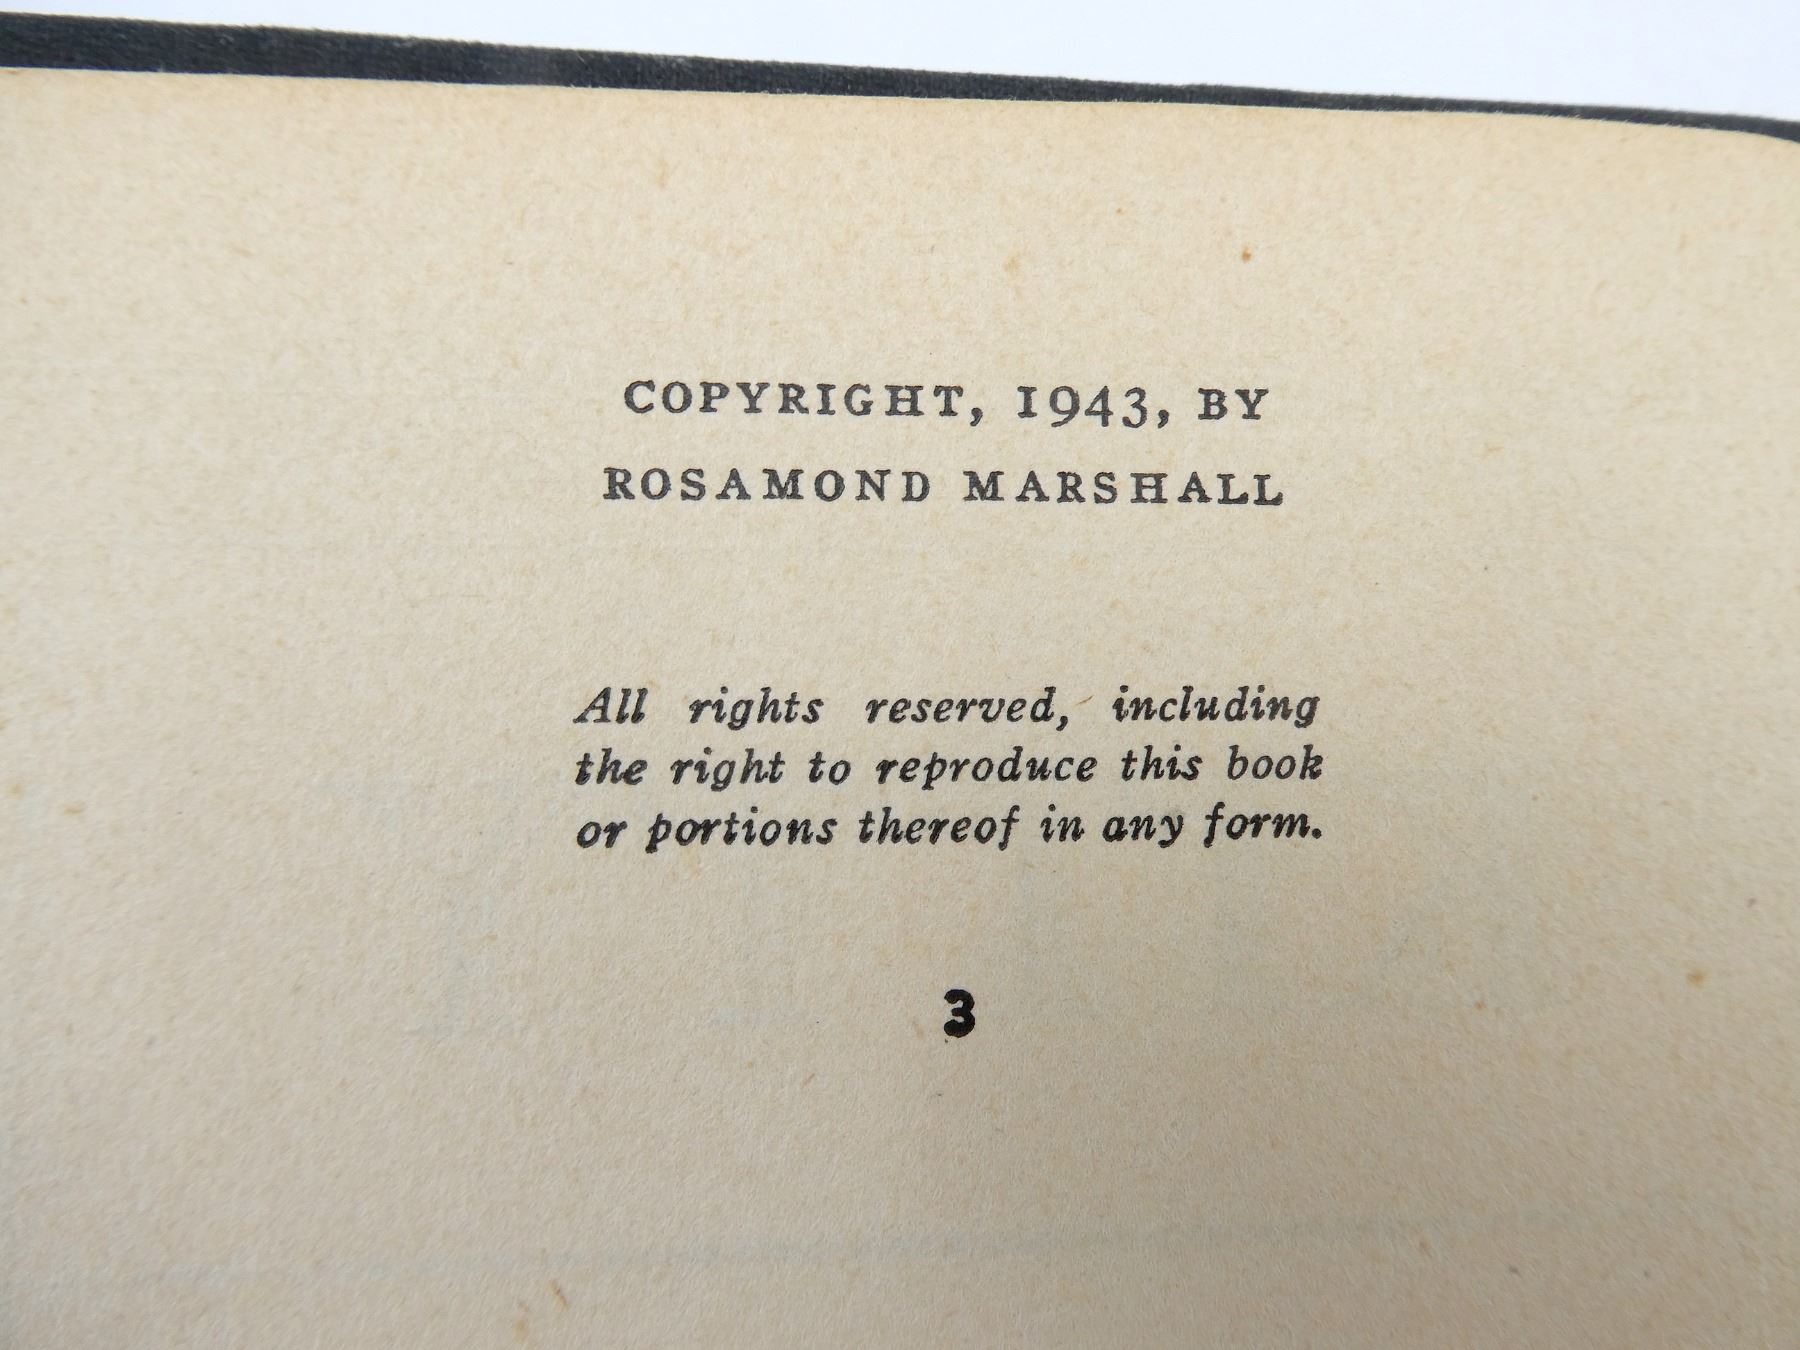 COPYRIGHT, 1943, BY
ROSAMOND MARSHALL
All rights reserved, including
the right to reproduce this book
or portions thereof in any form.
3